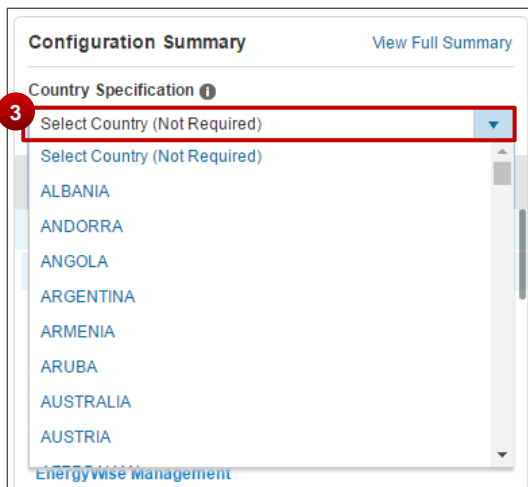 Configuration Summary View Full Summary
Country Specification i
3
Select Country (Not Required)
Select Country (Not Required)
ALBANIA
ANDORRA
ANGOLA
ARGENTINA
ARMENIA
ARUBA
AUSTRALIA
AUSTRIA
EnergyWise Management